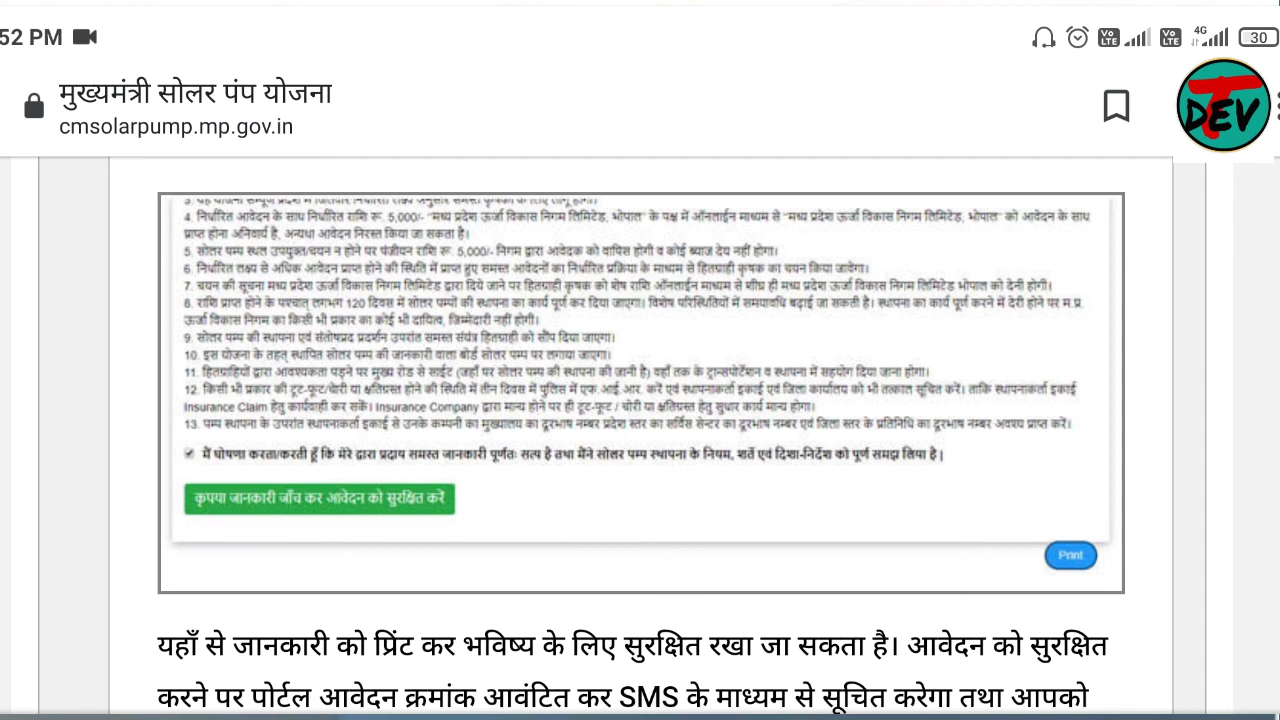 52 PM
VoLTE VoLTE 4G 30
मुख्यमंत्री सोलर पंप योजना
cmsolarpump.mp.gov.in
T DEV
3. यह योजना सम्पूर्ण प्रदेश में के लिए लागू होगी।
4. निर्धारित आवेदन के साथ निर्धारित राशि रू. 5,000/- "मध्य प्रदेश ऊर्जा विकास निगम लिमिटेड, भोपाल" के पक्ष में ऑनलाईन माध्यम से "मध्य प्रदेश ऊर्जा विकास निगम लिमिटेड, भोपाल" को आवेदन के साथ
प्राप्त होना अनिवार्य है, अन्यथा आवेदन निरस्त किया जा सकता है।
5. सोलर पम्प स्थल उपयुक्त/चयन न होने पर पंजीयन राशि रू. 5,000/- निगम द्वारा आवेदक को वापिस होगी व कोई ब्याज देय नहीं होगा।
6. निर्धारित लक्ष्य से अधिक आवेदन प्राप्त होने की स्थिति में प्राप्त हुए समस्त आवेदनों का निर्धारित प्रक्रिया के माध्यम से हितग्राही कृषक का चयन किया जावेगा।
7. चयन की सूचना मध्य प्रदेश ऊर्जा विकास निगम लिमिटेड द्वारा दिये जाने पर हितग्राही कृषक को शेष राशि ऑनलाईन माध्यम से शीघ्र ही मध्य प्रदेश ऊर्जा विकास निगम लिमिटेड भोपाल को देनी होगी।
8. राशि प्राप्त होने के पश्चात् लगभग 120 दिवस में सोलर पम्पों की स्थापना का कार्य पूर्ण कर दिया जाएगा। विशेष परिस्थितियों में समयावधि बढ़ाई जा सकती है। स्थापना का कार्य पूर्ण करने में देरी होने पर म.प्र.
ऊर्जा विकास निगम का किसी भी प्रकार का कोई भी दायित्व, जिम्मेदारी नहीं होगी।
9. सोलर पम्प की स्थापना एवं संतोषप्रद प्रदर्शन उपरांत समस्त संयंत्र हितग्राही को सौंप दिया जाएगा।
10. इस योजना के तहत् स्थापित सोलर पम्प की जानकारी वाला बोर्ड सोलर पम्प पर लगाया जाएगा।
11. हितग्राहियों द्वारा आवश्यकता पड़ने पर मुख्य रोड से साईट (जहाँ पर सोलर पम्प की स्थापना की जानी है) वहाँ तक के ट्रान्सपोर्टेशन व स्थापना में सहयोग दिया जाना होगा।
12. किसी भी प्रकार की टूट-फूट/चोरी या क्षतिग्रस्त होने की स्थिति में तीन दिवस में पुलिस में एफ.आई.आर. करें एवं स्थापनाकर्ता इकाई एवं जिला कार्यालय को भी तत्काल सूचित करें। ताकि स्थापनाकर्ता इकाई
Insurance Claim हेतु कार्यवाही कर सकें। Insurance Company द्वारा मान्य होने पर ही टूट-फूट / चोरी या क्षतिग्रस्त हेतु सुधार कार्य मान्य होगा।
13. पम्प स्थापना के उपरांत स्थापनाकर्ता इकाई से उनके कम्पनी का मुख्यालय का दूरभाष नम्बर प्रदेश स्तर का सर्विस सेन्टर का दूरभाष नम्बर एवं जिला स्तर के प्रतिनिधि का दूरभाष नम्बर अवश्य प्राप्त करें।
मैं घोषणा करता/करती हूँ कि मेरे द्वारा प्रदाय समस्त जानकारी पूर्णतः सत्य है तथा मैंने सोलर पम्प स्थापना के नियम, शर्ते एवं दिशा-निर्देश को पूर्ण समझ लिया है |
कृपया जानकारी जाँच कर आवेदन को सुरक्षित करें
Print
यहाँ से जानकारी को प्रिंट कर भविष्य के लिए सुरक्षित रखा जा सकता है। आवेदन को सुरक्षित
करने पर पोर्टल आवेदन क्रमांक आवंटित कर SMS के माध्यम से सूचित करेगा तथा आपको